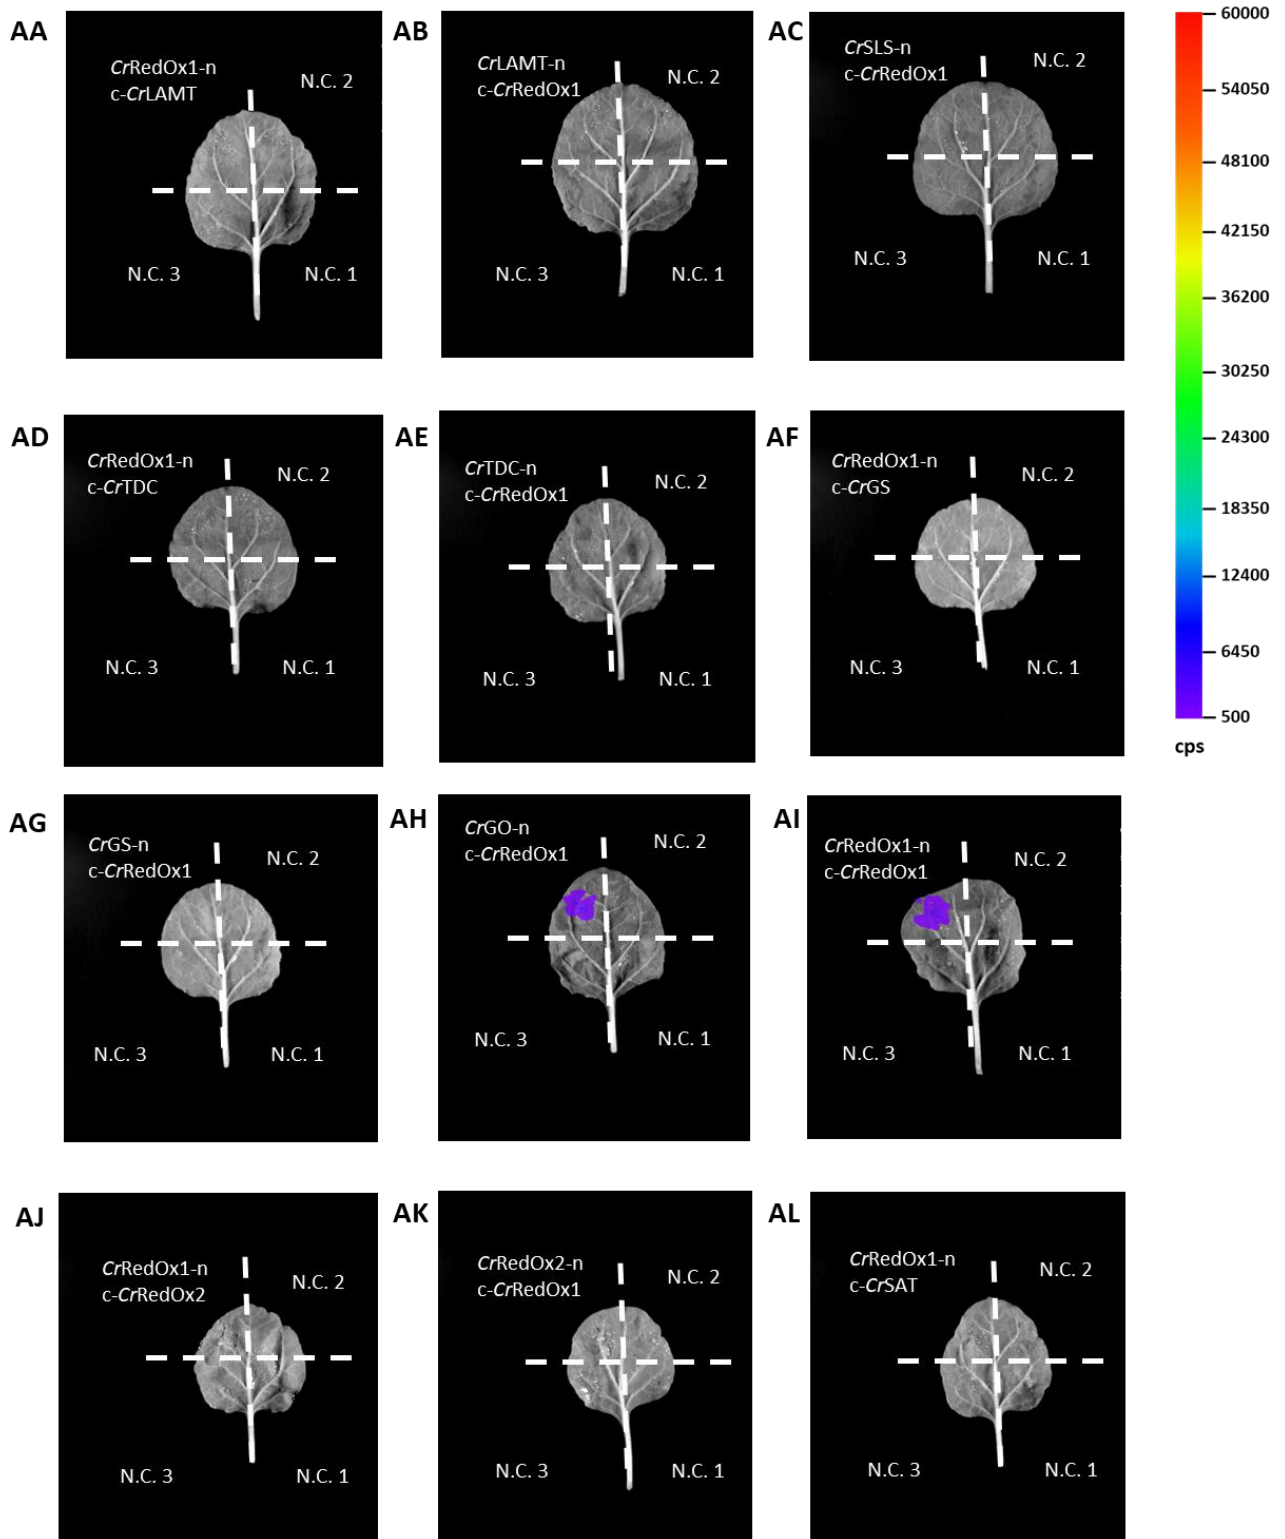 AA
CrRedOx1-n
c-CrLAMT
N.C. 2
N.C. 3
N.C. 1
AB
CrLAMT-n
c-CrRedOx1
N.C. 2
N.C. 3
N.C. 1
AC
CrSLS-n
c-CrRedOx1
N.C. 2
N.C. 3
N.C. 1
60000
54050
48100
42150
36200
30250
24300
18350
12400
6450
500
cps
AD
CrRedOx1-n
c-CrTDC
N.C. 2
N.C. 3
N.C. 1
AE
CrTDC-n
c-CrRedOx1
N.C. 2
N.C. 3
N.C. 1
AF
CrRedOx1-n
c-CrGS
N.C. 2
N.C. 3
N.C. 1
AG
CrGS-n
c-CrRedOx1
N.C. 2
N.C. 3
N.C. 1
AH
CrGO-n
c-CrRedOx1
N.C. 2
N.C. 3
N.C. 1
AI
CrRedOx1-n
c-CrRedOx1
N.C. 2
N.C. 3
N.C. 1
AJ
CrRedOx1-n
c-CrRedOx2
N.C. 2
N.C. 3
N.C. 1
AK
CrRedOx2-n
c-CrRedOx1
N.C. 2
N.C. 3
N.C. 1
AL
CrRedOx1-n
c-CrSAT
N.C. 2
N.C. 3
N.C. 1